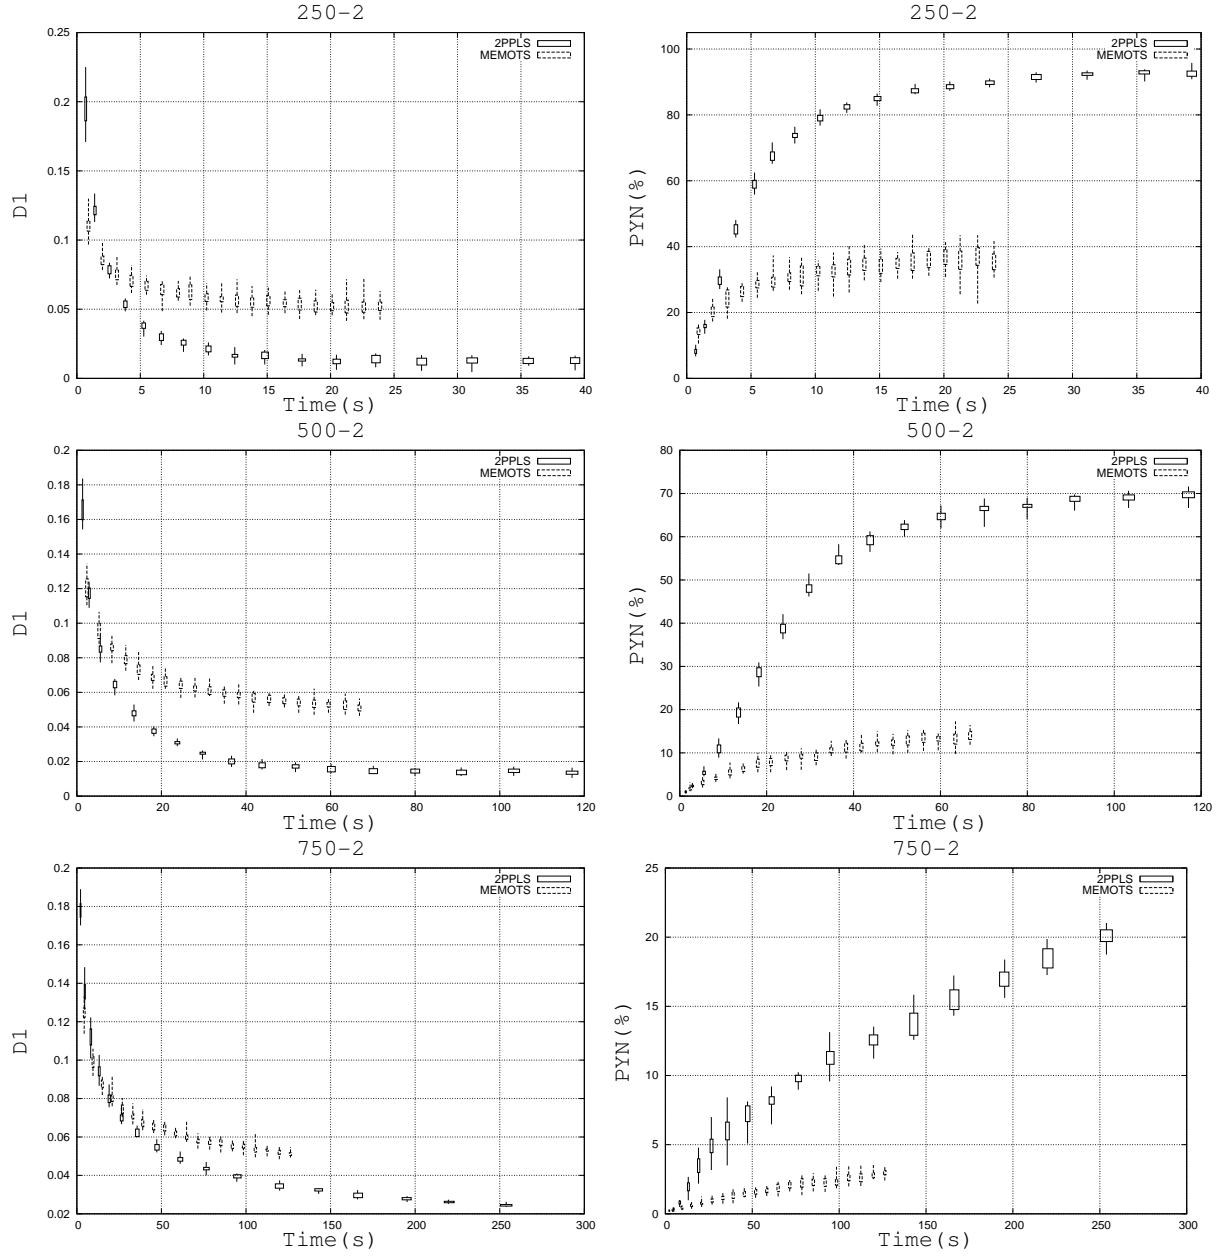 250-2
0.25
0.2
0.15
0.1
0.05
0
D1
2PPLS
MEMOTS
0 5 10 15 20 25 30 35 40
Time(s)
250-2
100
80
60
40
20
0
PYN(%)
2PPLS
MEMOTS
0 5 10 15 20 25 30 35 40
Time(s)
500-2
0.2
0.18
0.16
0.14
0.12
0.1
0.08
0.06
0.04
0.02
0
D1
2PPLS
MEMOTS
0 20 40 60 80 100 120
Time(s)
500-2
80
70
60
50
40
30
20
10
0
PYN(%)
2PPLS
MEMOTS
0 20 40 60 80 100 120
Time(s)
750-2
0.2
0.18
0.16
0.14
0.12
0.1
0.08
0.06
0.04
0.02
D1
2PPLS
MEMOTS
0 50 100 150 200 250 300
Time(s)
750-2
25
20
15
10
5
0
PYN(%)
2PPLS
MEMOTS
0 50 100 150 200 250 300
Time(s)